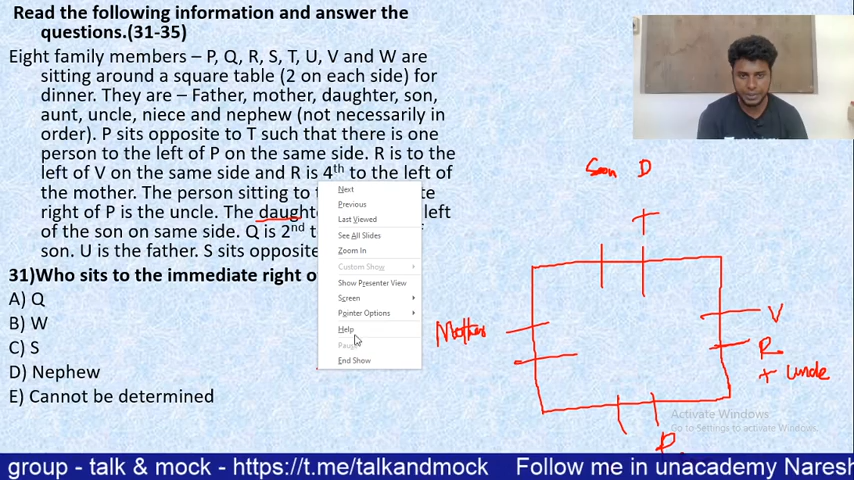 Read the following information and answer the
questions.(31-35)
Eight family members – P, Q, R, S, T, U, V and W are
sitting around a square table (2 on each side) for
dinner. They are – Father, mother, daughter, son,
aunt, uncle, niece and nephew (not necessarily in
order). P sits opposite to T such that there is one
person to the left of P on the same side. R is to the
left of V on the same side and R is 4th to the left of
the mother. The person sitting to
right of P is the uncle. The left
of the son on same side. Q is 2nd
son. U is the father. S sits opposite
31)Who sits to the immediate right
A) Q
B) W
C) S
D) Nephew
E) Cannot be determined
Next
Previous
Last Viewed
See All Slides
Zoom In
Custom Show
Show Presenter View
Screen
Pointer Options
Help
Pause
End Show
Son D
T
Mother
V
R
+ Uncle
P
Activate Windows
Go to Settings to activate Windows.
group - talk & mock - https://t.me/talkandmock Follow me in unacademy Naresh